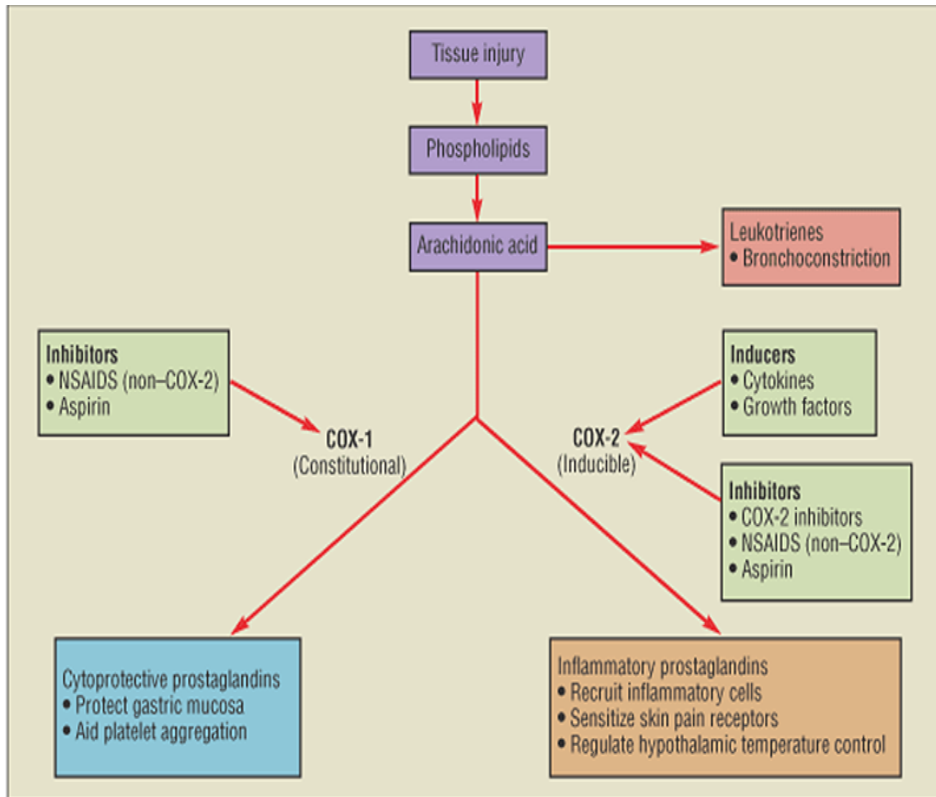 Tissue injury
Phospholipids
Arachidonic acid
Leukotrienes
• Bronchoconstriction
Inhibitors
• NSAIDS (non–COX-2)
• Aspirin
COX-1
(Constitutional)
Inducers
• Cytokines
• Growth factors
COX-2
(Inducible)
Inhibitors
• COX-2 inhibitors
• NSAIDS (non–COX-2)
• Aspirin
Cytoprotective prostaglandins
• Protect gastric mucosa
• Aid platelet aggregation
Inflammatory prostaglandins
• Recruit inflammatory cells
• Sensitize skin pain receptors
• Regulate hypothalamic temperature control